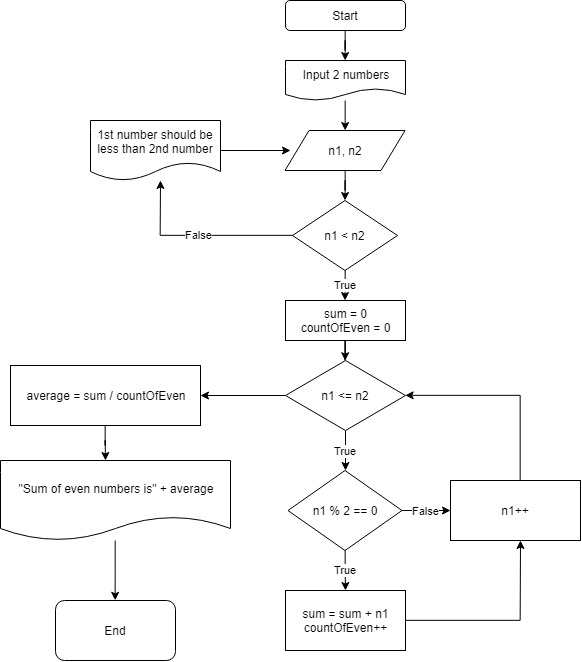 Start
Input 2 numbers
1st number should be
less than 2nd number
n1, n2
n1 < n2
False
True
sum = 0
countOfEven = 0
n1 <= n2
average = sum / countOfEven
True
"Sum of even numbers is" + average
n1 % 2 == 0
False
n1++
True
sum = sum + n1
countOfEven++
End